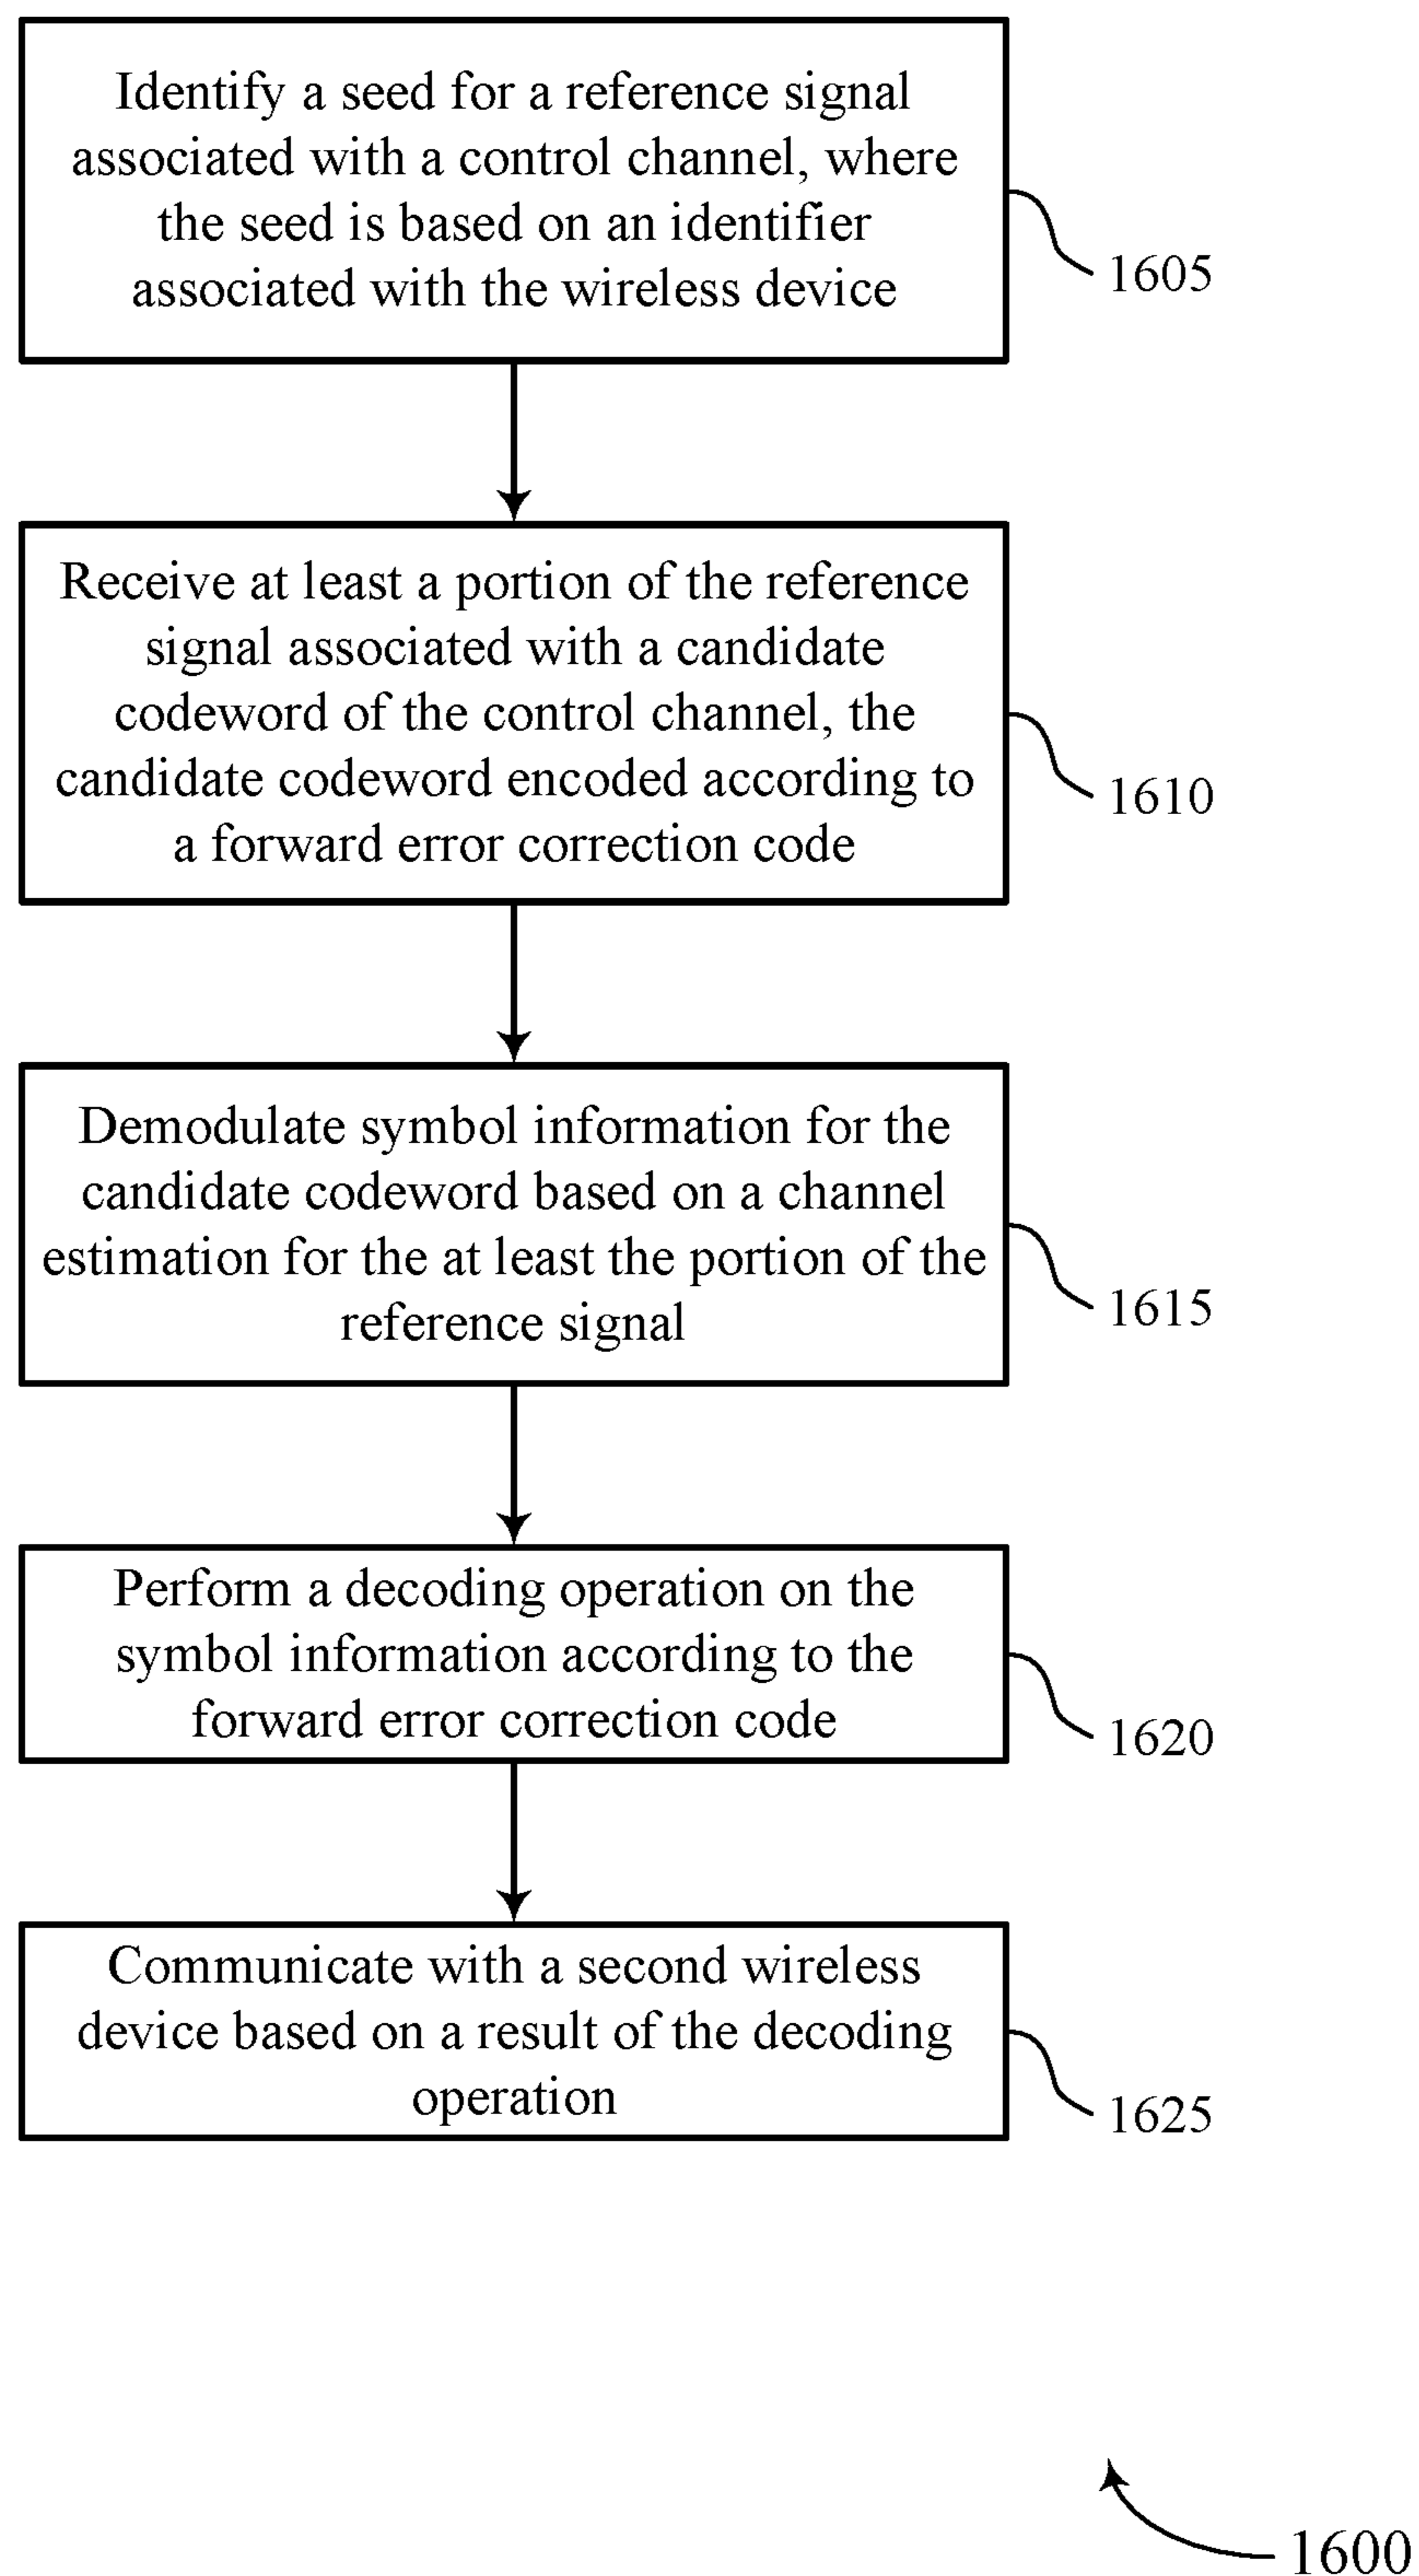 Identify a seed for a reference signal
associated with a control channel, where
the seed is based on an identifier
associated with the wireless device
1605
Receive at least a portion of the reference
signal associated with a candidate
codeword of the control channel, the
candidate codeword encoded according to
a forward error correction code
1610
Demodulate symbol information for the
candidate codeword based on a channel
estimation for the at least the portion of the
reference signal
1615
Perform a decoding operation on the
symbol information according to the
forward error correction code
1620
Communicate with a second wireless
device based on a result of the decoding
operation
1625
1600